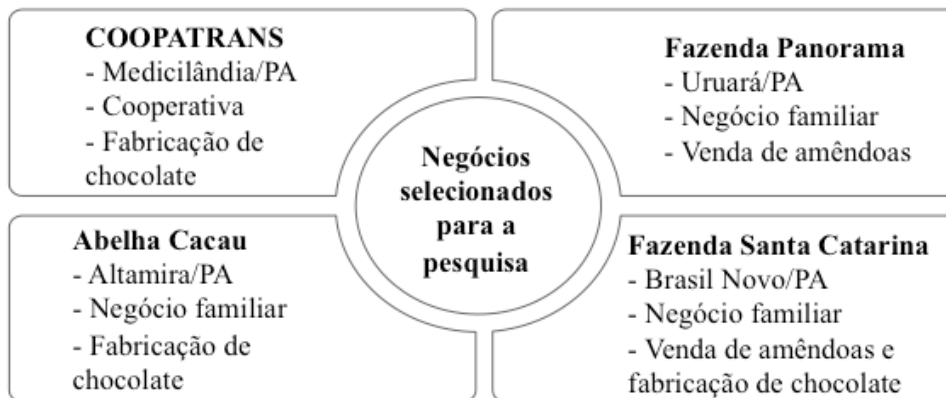 COOPATRANS
- Medicilândia/PA
- Cooperativa
- Fabricação de
chocolate
Fazenda Panorama
- Uruará/PA
- Negócio familiar
- Venda de amêndoas
Negócios
selecionados
para a
pesquisa
Abelha Cacau
- Altamira/PA
- Negócio familiar
- Fabricação de
chocolate
Fazenda Santa Catarina
- Brasil Novo/PA
- Negócio familiar
- Venda de amêndoas e
fabricação de chocolate